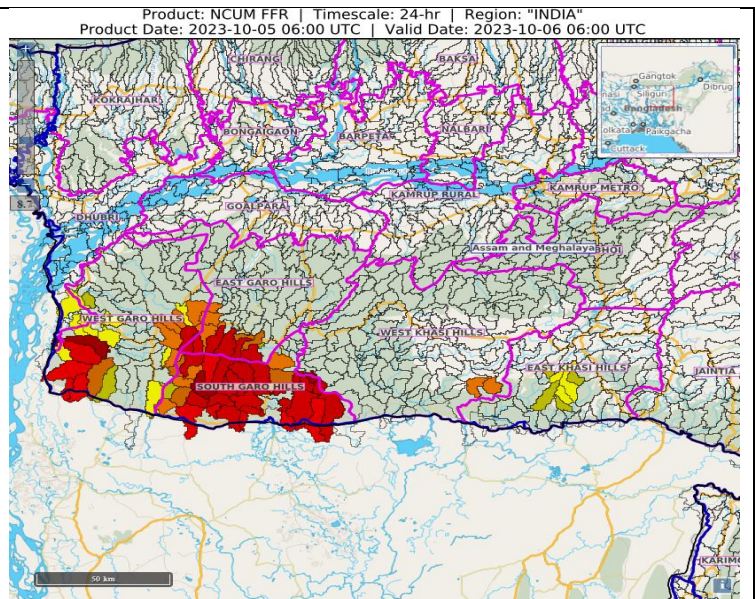 Product: NCUM FFR | Timescale: 24-hr | Region: "INDIA"
Product Date: 2023-10-05 06:00 UTC | Valid Date: 2023-10-06 06:00 UTC
CHIRANG
BAKSA
Gangtok
Siliguri
Dibrug
Bangladesh
Paikgacha
Cuttack
KOKRAJHAR
BONGAIGAON
BARPETA
NALBARI
KAMRUP RURAL
KAMRUP METRO
DHUBRI
GOALPARA
Assam and Meghalaya
BHOI
EAST GARO HILLS
WEST GARO HILLS
WEST KHASI HILLS
EAST KHASI HILLS
JAINTIA
SOUTH GARO HILLS
KARIMG
50 km